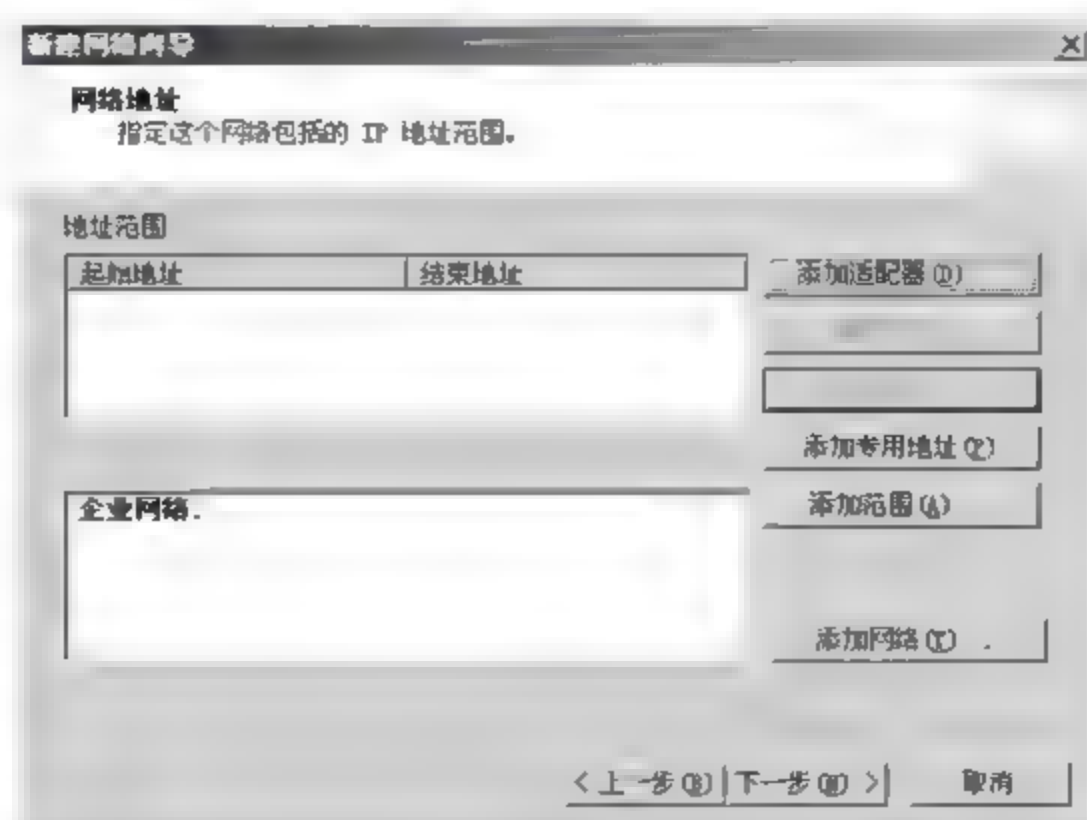 新建网络向导
网络地址
指定这个网络包括的 IP 地址范围。
地址范围
起始地址 结束地址
添加适配器(D)
添加专用地址(P)
添加范围(A)
企业网络.
添加网络(T)
< 上一步(B) 下一步(N) > 取消